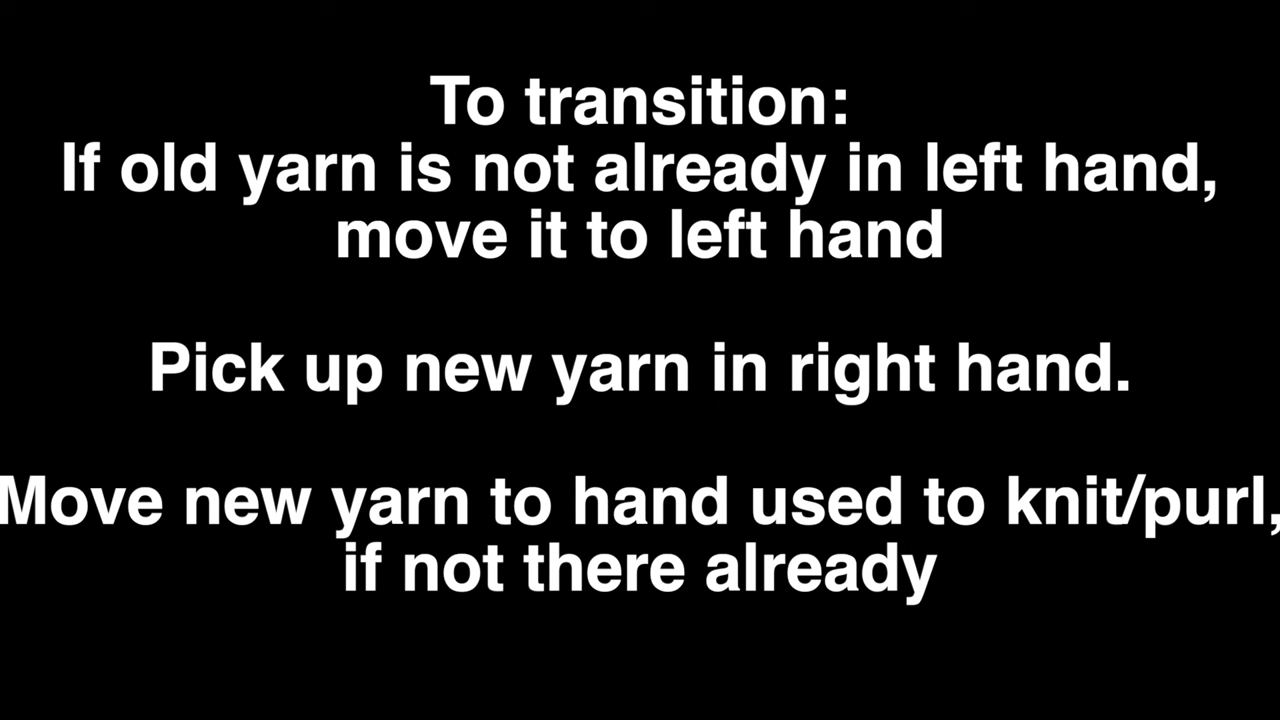 To transition:
If old yarn is not already in left hand,
move it to left hand
Pick up new yarn in right hand.
Move new yarn to hand used to knit/purl,
if not there already